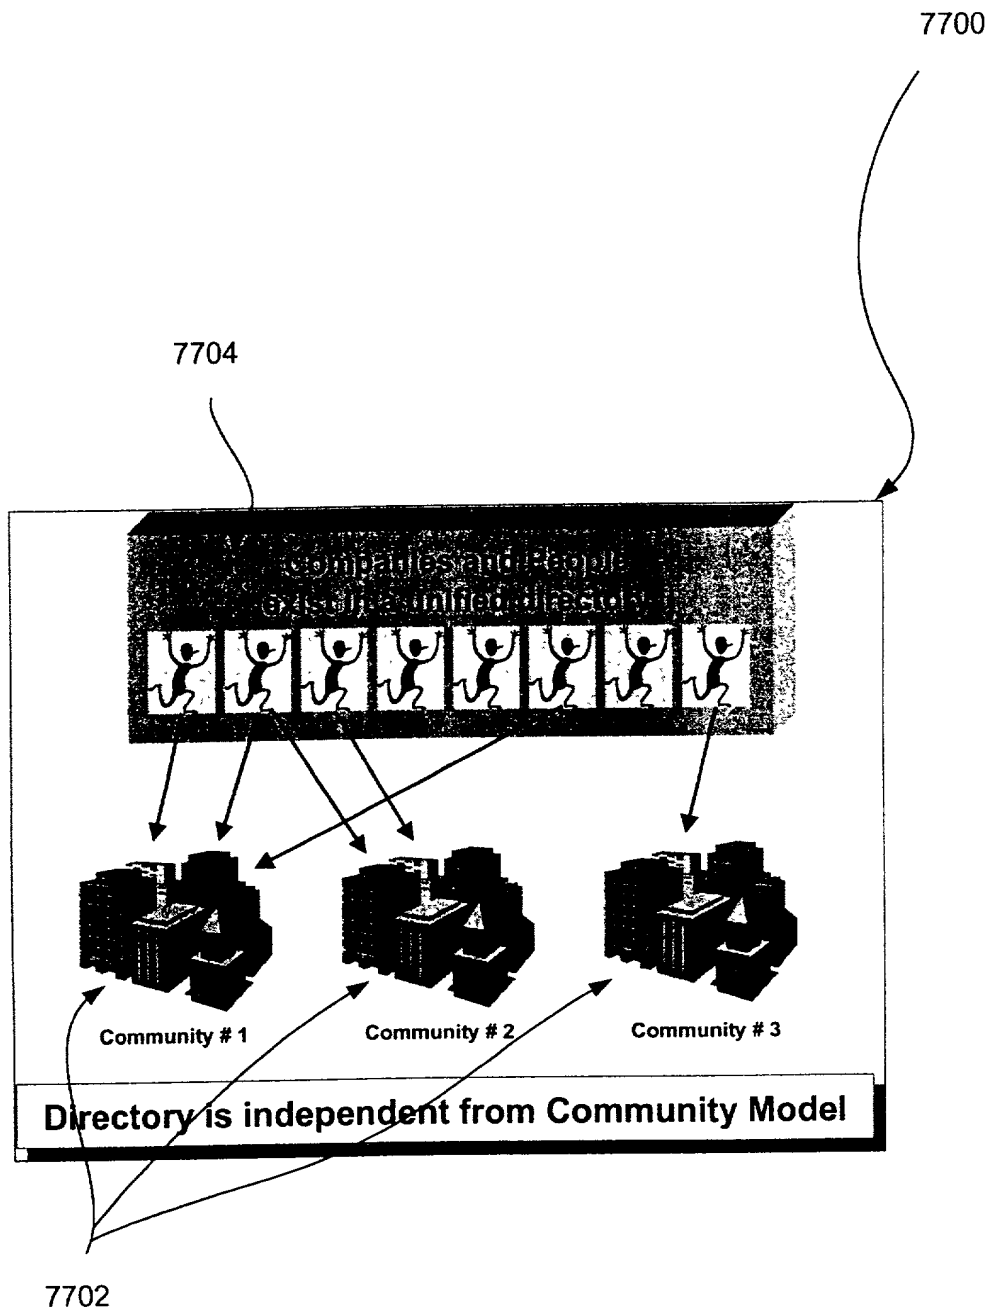 7700
7704
Companies and People
exist in a unified directory
Community # 1
Community # 2
Community # 3
Directory is independent from Community Model
7702